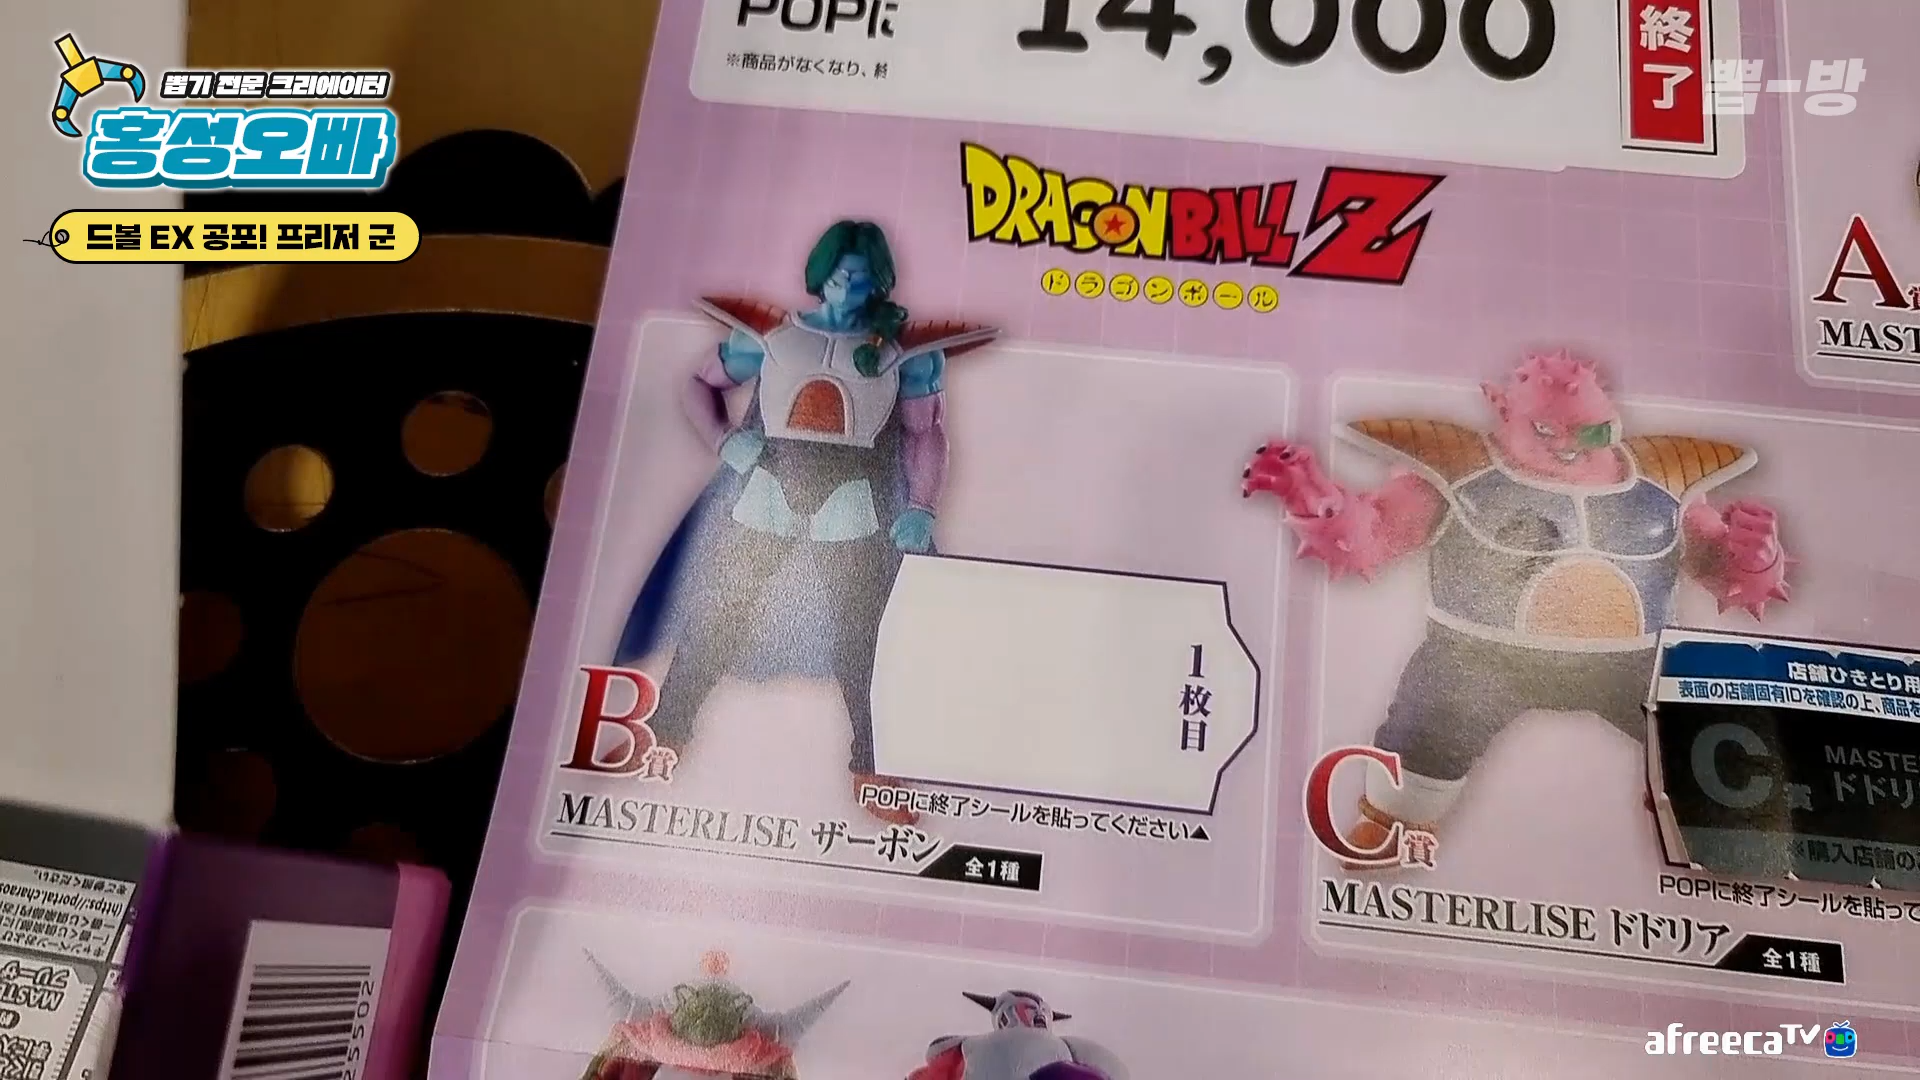 뽑기 전문 크리에이터
홍성오빠
드볼 EX 공포! 프리저 군
뽑-방
POPに
14,000
終了
※商品がなくなり、終
DRAGON BALL Z
ドラゴンボール
A賞
MAST
1枚目
B賞
POPに終了シールを貼ってください▲
MASTERLISE ザーボン
全1種
店舗ひきとり用
表面の店舗固有IDを確認の上、商品を
C
賞
MASTE
ドドリ
※購入店舗の
C賞
POPに終了シールを貼って
MASTERLISE ドドリア
全1種
25502
afreecaTV